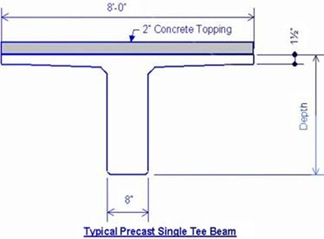 8'-0"
2" Concrete Topping
1½"
Depth
8"
Typical Precast Single Tee Beam